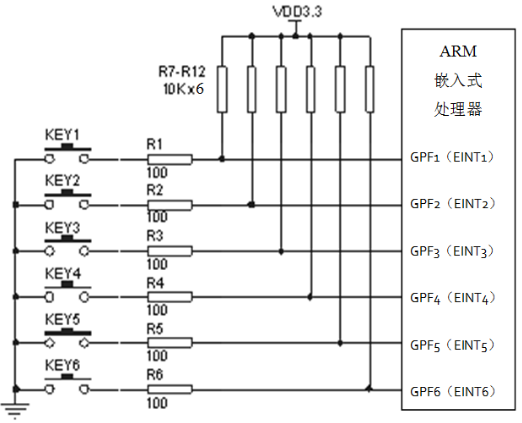 VDD3.3
R7-R12
10Kx6
ARM
嵌入式
处理器
KEY1
R1
100
GPF1（EINT1）
KEY2
R2
100
GPF2（EINT2）
KEY3
R3
100
GPF3（EINT3）
KEY4
R4
100
GPF4（EINT4）
KEY5
R5
100
GPF5（EINT5）
KEY6
R6
100
GPF6（EINT6）